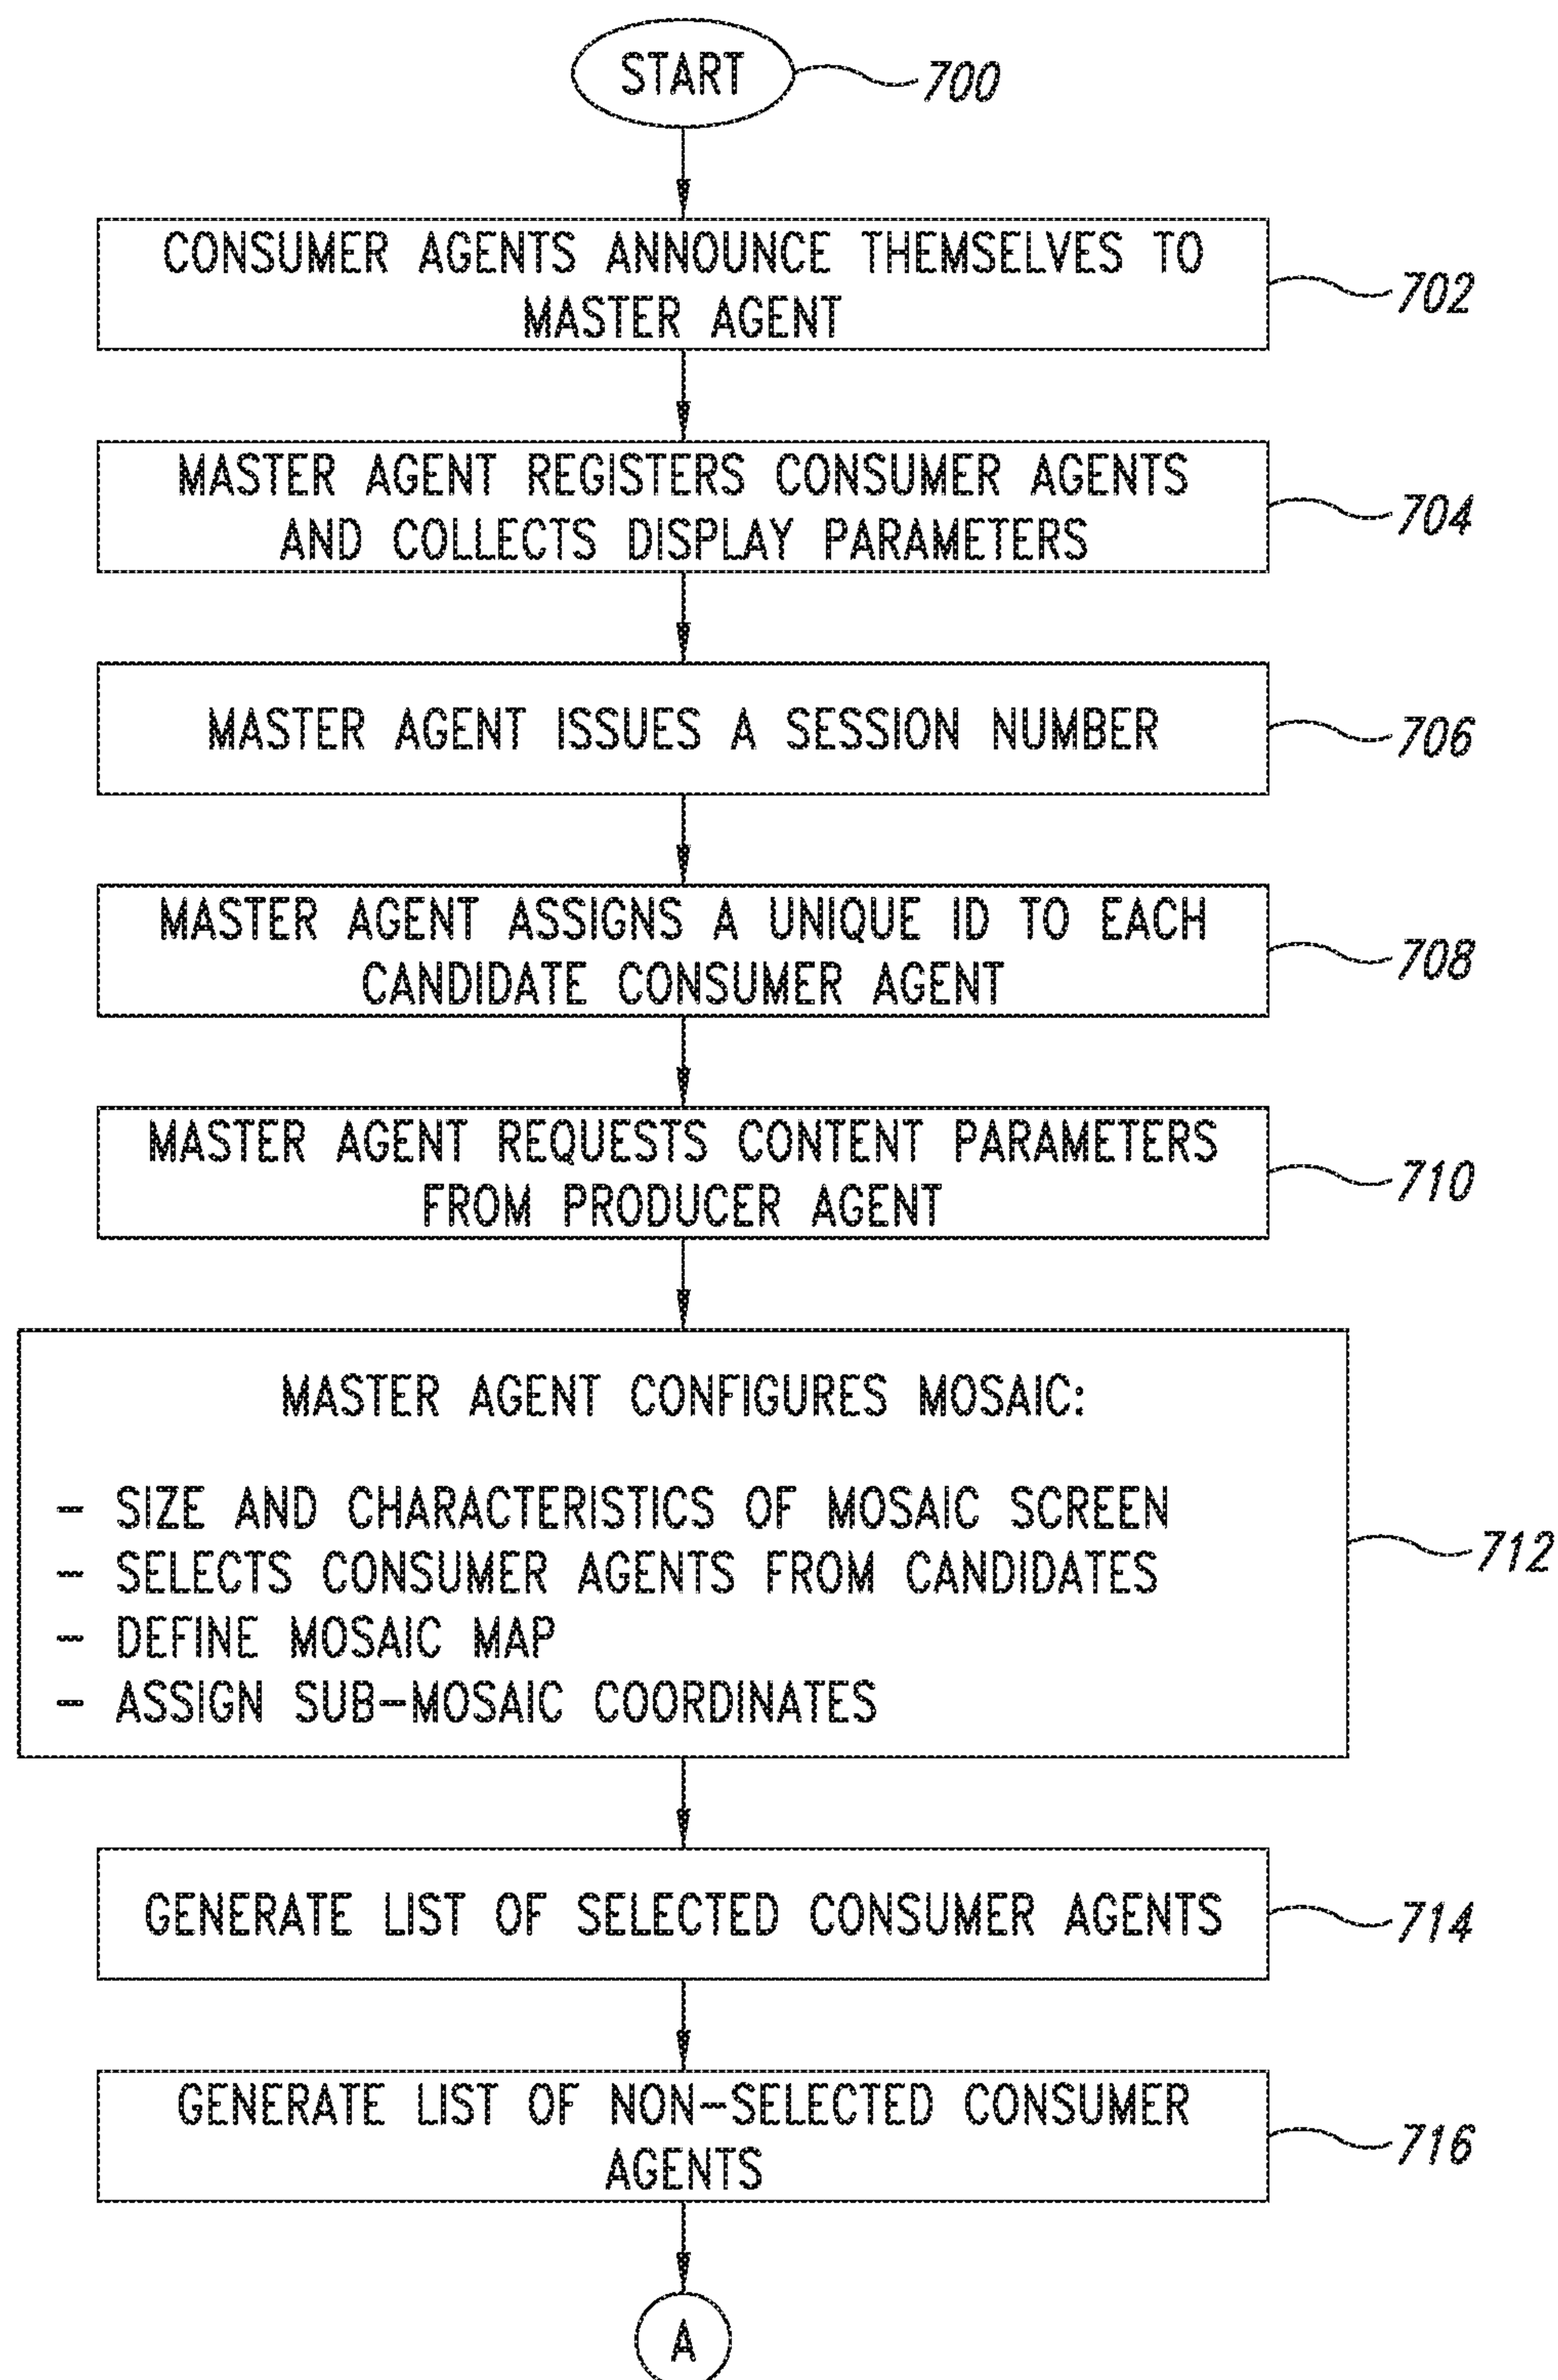 START
700
CONSUMER AGENTS ANNOUNCE THEMSELVES TO
MASTER AGENT
702
MASTER AGENT REGISTERS CONSUMER AGENTS
AND COLLECTS DISPLAY PARAMETERS
704
MASTER AGENT ISSUES A SESSION NUMBER
706
MASTER AGENT ASSIGNS A UNIQUE ID TO EACH
CANDIDATE CONSUMER AGENT
708
MASTER AGENT REQUESTS CONTENT PARAMETERS
FROM PRODUCER AGENT
710
MASTER AGENT CONFIGURES MOSAIC:
- SIZE AND CHARACTERISTICS OF MOSAIC SCREEN
- SELECTS CONSUMER AGENTS FROM CANDIDATES
- DEFINE MOSAIC MAP
- ASSIGN SUB-MOSAIC COORDINATES
712
GENERATE LIST OF SELECTED CONSUMER AGENTS
714
GENERATE LIST OF NON-SELECTED CONSUMER
AGENTS
716
A